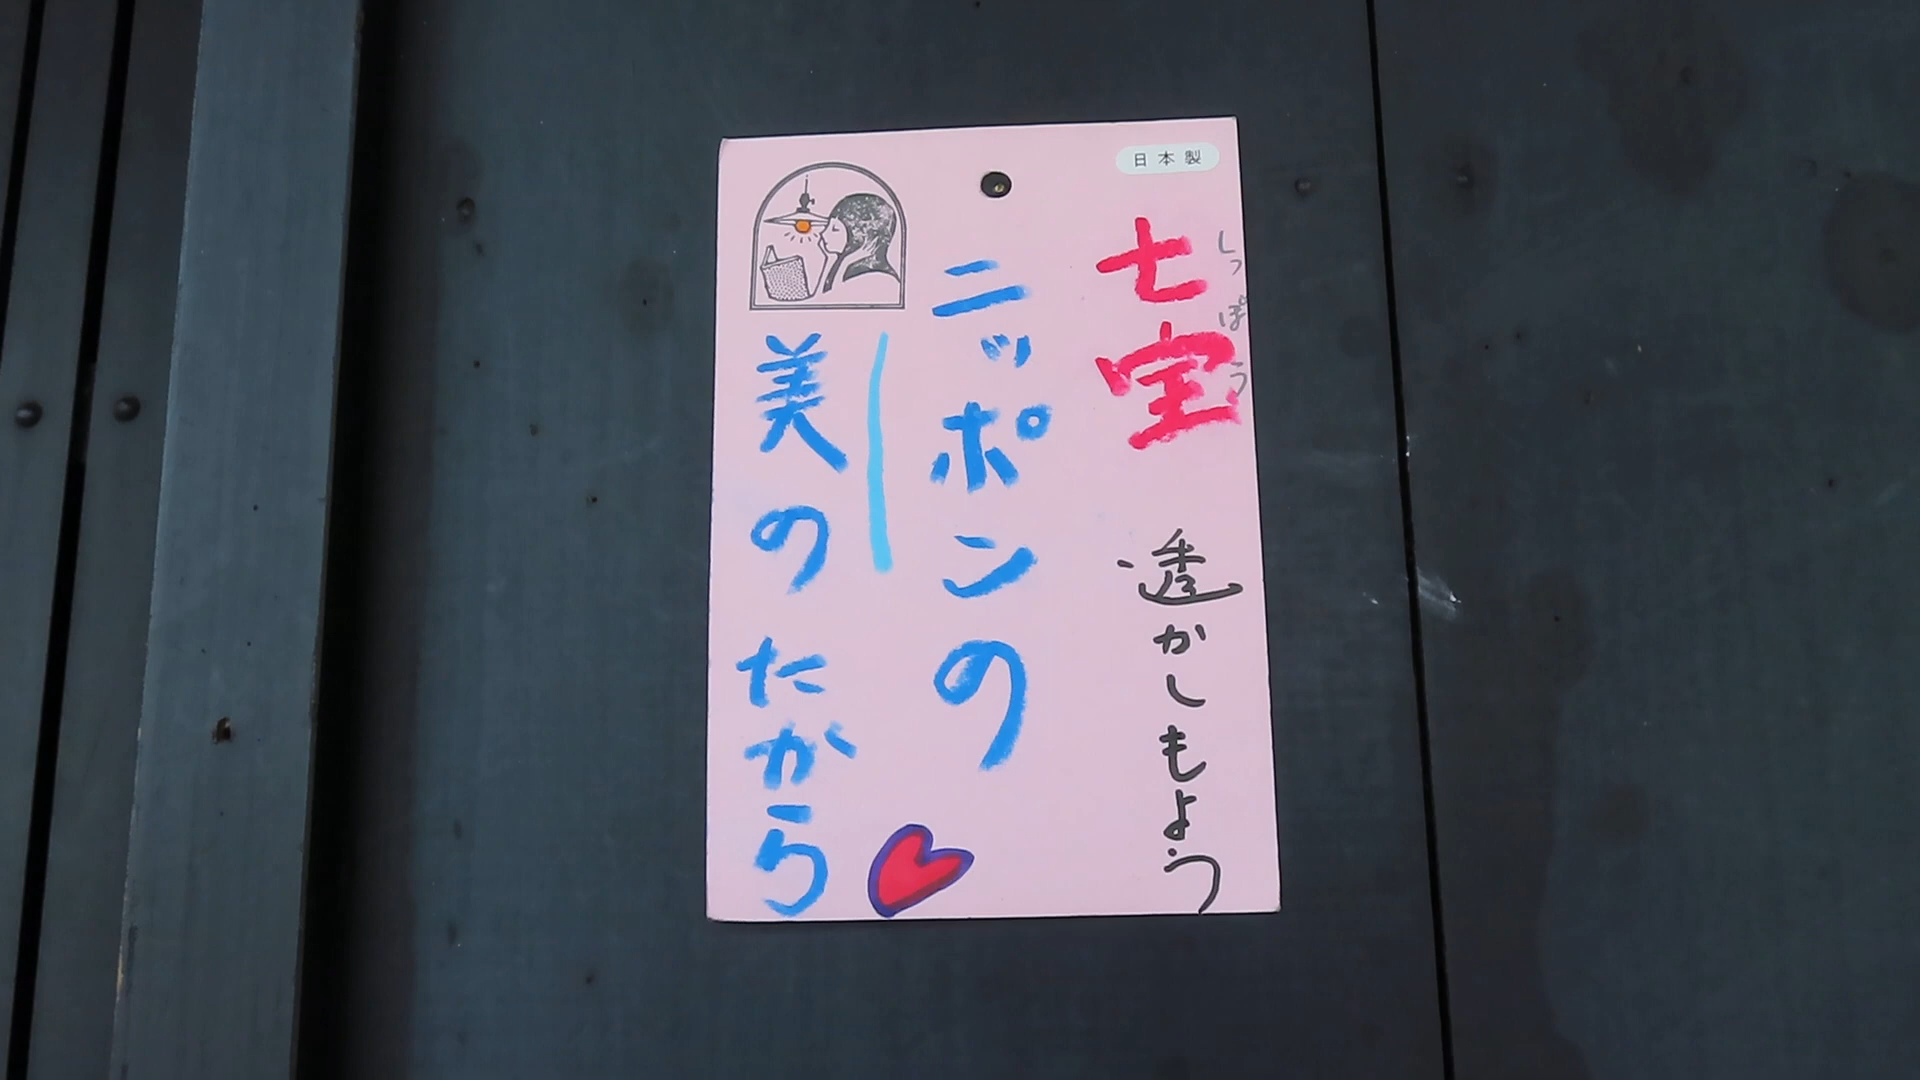 日本製
七宝
しっぽう
透かしもよう
ニッポンの
美のたから